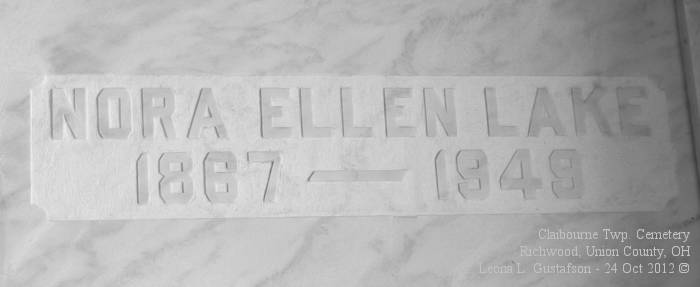 NORA ELLEN LAKE
1867 — 1949
Claibourne Twp. Cemetery
Richwood, Union County, OH
Leona L. Gustafson - 24 Oct 2012 ©